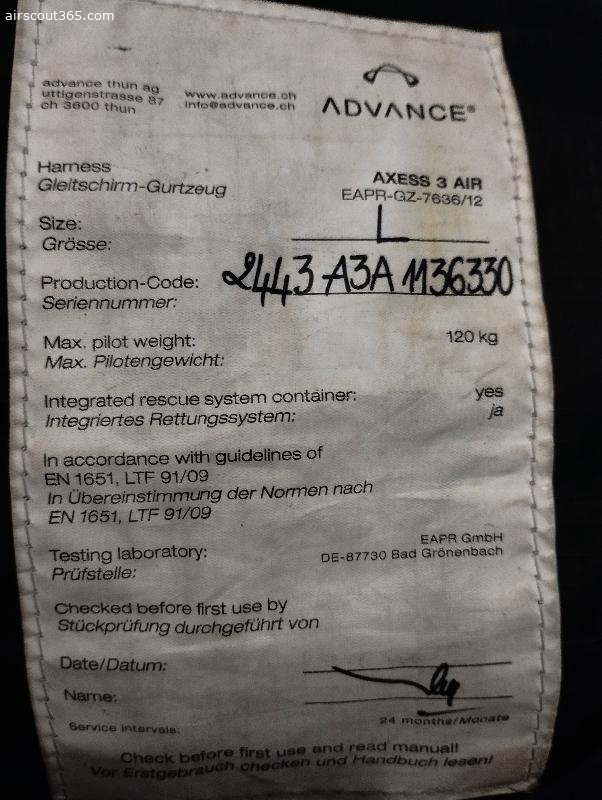 airscout365.com
advance thun ag
uttigenstrasse 87
ch 3600 thun
www.advance.ch
info@advance.ch
ADVANCE®
Harness
Gleitschirm-Gurtzeug
AXESS 3 AIR
EAPR-GZ-7636/12
Size: L
Grösse:
Production-Code: 2443 A3A 1136330
Seriennummer:
Max. pilot weight: 120 kg
Max. Pilotengewicht:
Integrated rescue system container: yes
Integriertes Rettungssystem: ja
In accordance with guidelines of
EN 1651, LTF 91/09
In Übereinstimmung der Normen nach
EN 1651, LTF 91/09
Testing laboratory: EAPR GmbH
Prüfstelle: DE-87730 Bad Grönenbach
Checked before first use by
Stückprüfung durchgeführt von
Date/Datum:
Name:
Service intervals: 24 months/Monate
Check before first use and read manual!
Vor Erstgebrauch checken und Handbuch lesen!